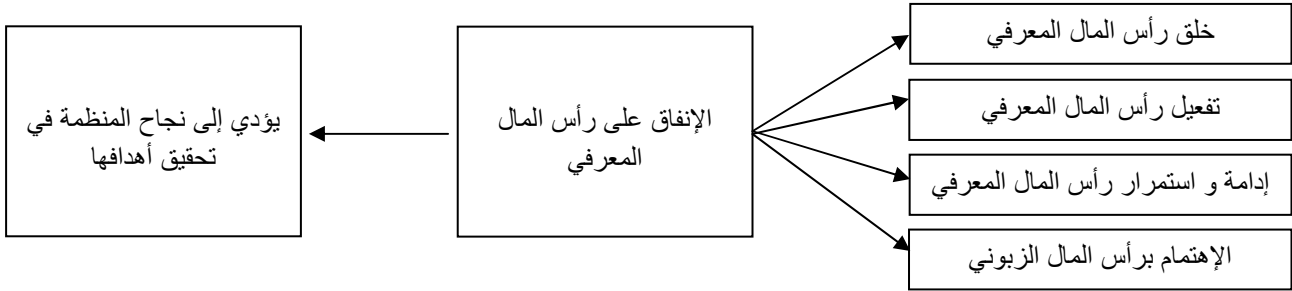 خلق رأس المال المعرفي
تفعيل رأس المال المعرفي
إدامة و استمرار رأس المال المعرفي
الإهتمام برأس المال الزبوني
الإنفاق على رأس المال
المعرفي
يؤدي إلى نجاح المنظمة في
تحقيق أهدافها